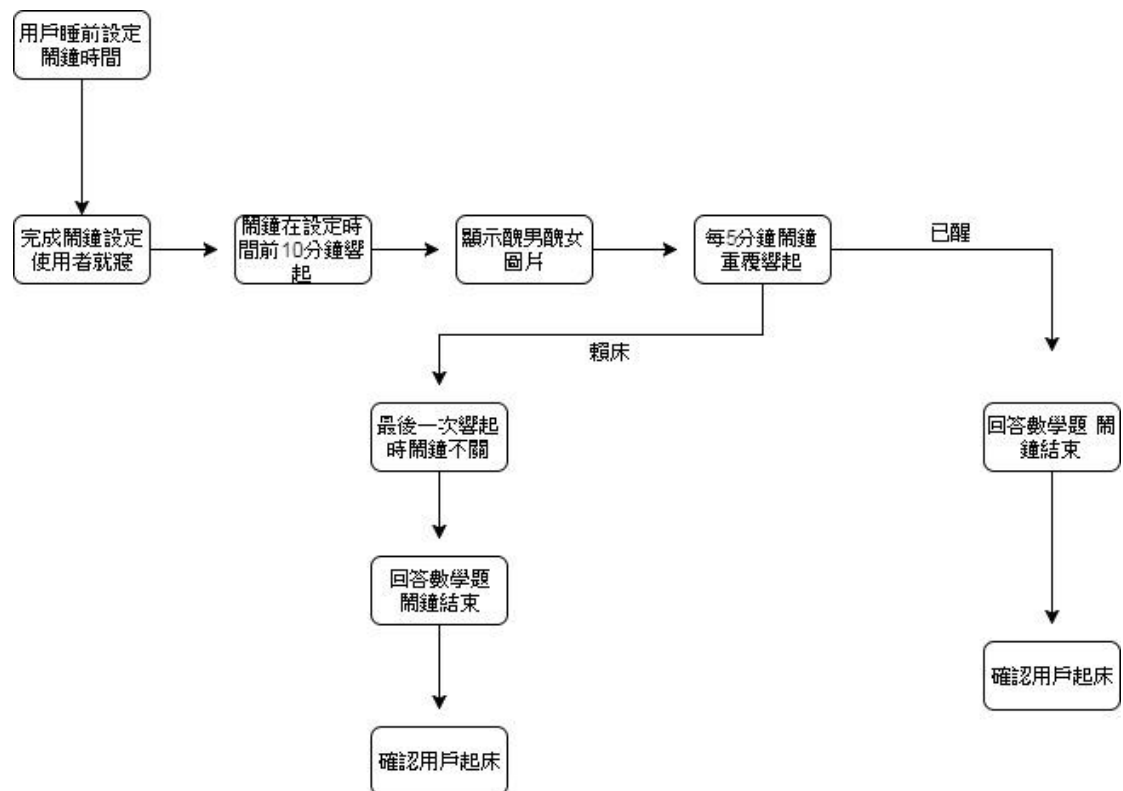 用戶睡前設定
鬧鐘時間
完成鬧鐘設定
使用者就寢
鬧鐘在設定時
間前10分鐘響
起
顯示醜男醜女
圖片
每5分鐘鬧鐘
重覆響起
已醒
賴床
最後一次響起
時鬧鐘不關
回答數學題 鬧
鐘結束
回答數學題
鬧鐘結束
確認用戶起床
確認用戶起床